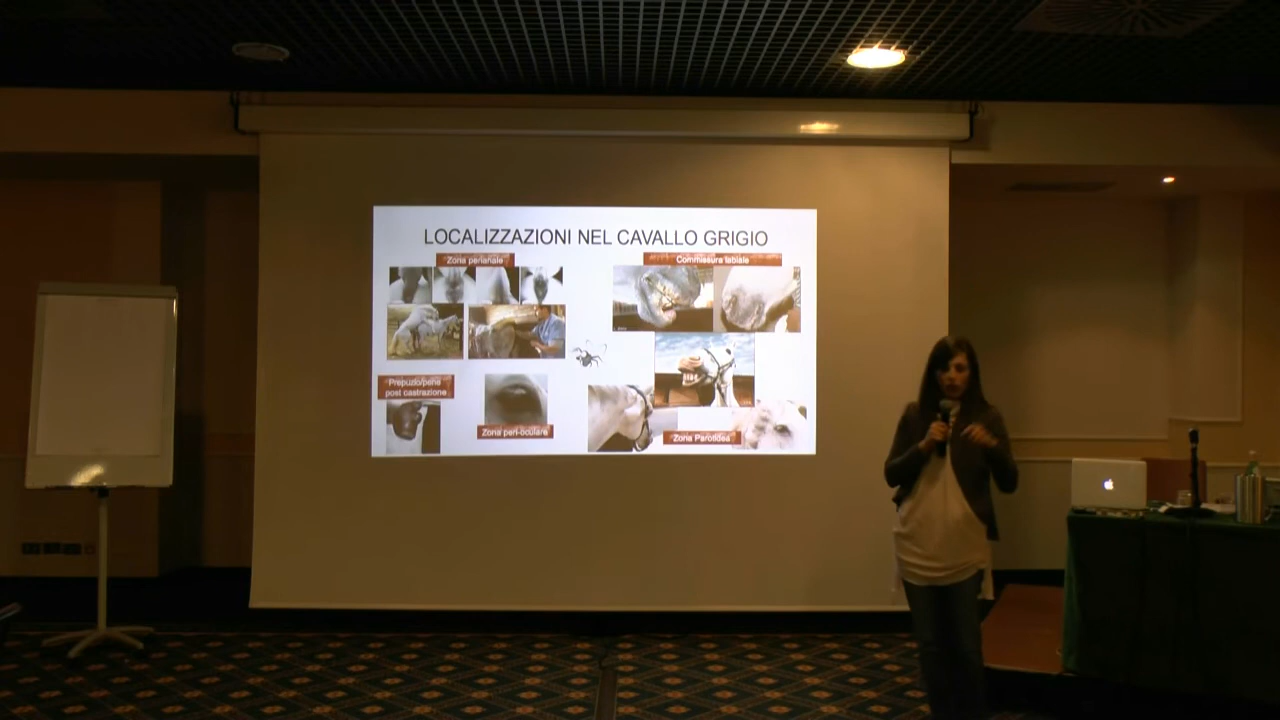 LOCALIZZAZIONI NEL CAVALLO GRIGIO
Zona perianale
Commissura labiale
Prepuzio/pene
post castrazione
Zona peri-oculare
Zona Parotidea